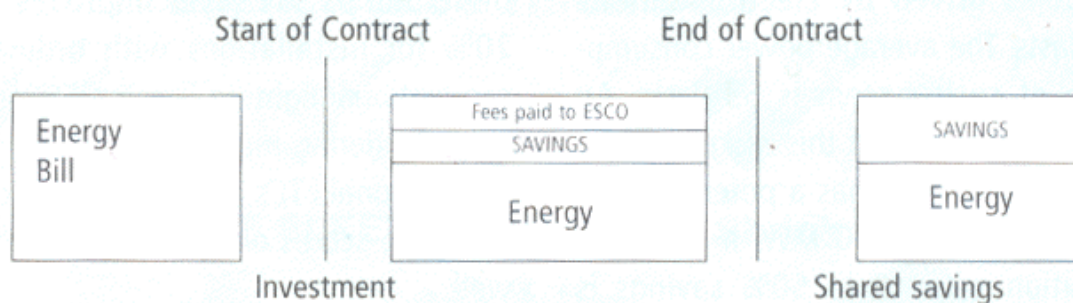 Start of Contract
End of Contract
Energy
Bill
Fees paid to ESCO
SAVINGS
Energy
SAVINGS
Energy
Investment
Shared savings